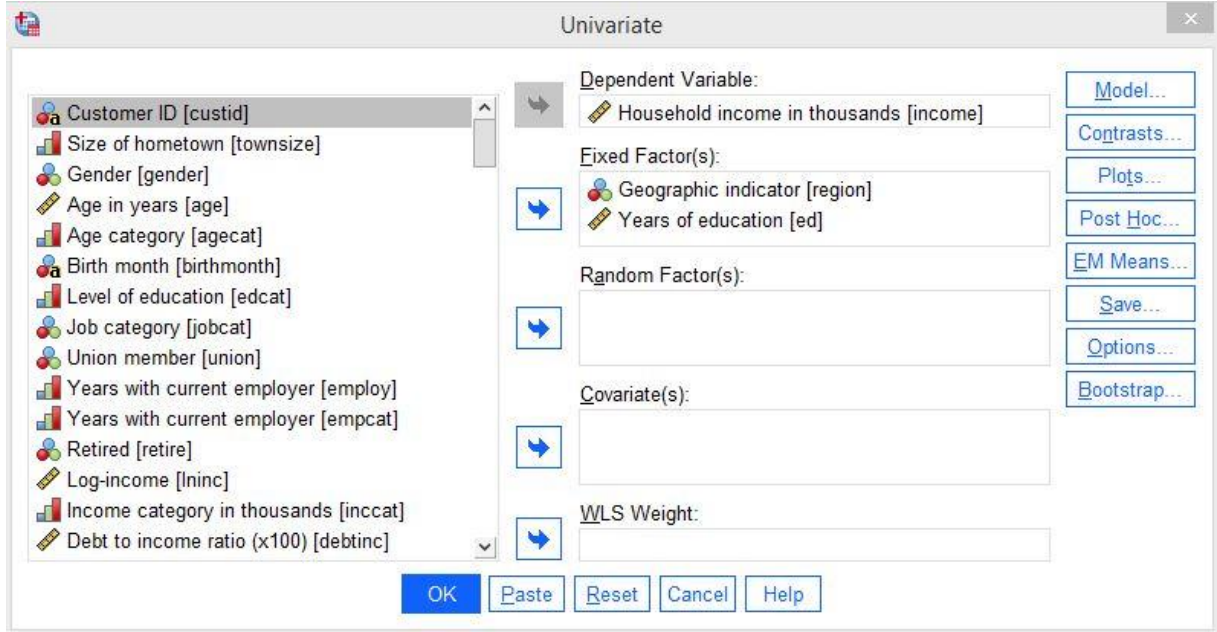 Univariate
Customer ID [custid]
Size of hometown [townsize]
Gender [gender]
Age in years [age]
Age category [agecat]
Birth month [birthmonth]
Level of education [edcat]
Job category [jobcat]
Union member [union]
Years with current employer [employ]
Years with current employer [empcat]
Retired [retire]
Log-income [lninc]
Income category in thousands [inccat]
Debt to income ratio (x100) [debtinc]
Dependent Variable:
Household income in thousands [income]
Fixed Factor(s):
Geographic indicator [region]
Years of education [ed]
Random Factor(s):
Covariate(s):
WLS Weight:
Model...
Contrasts...
Plots...
Post Hoc...
EM Means...
Save...
Options...
Bootstrap...
OK Paste Reset Cancel Help